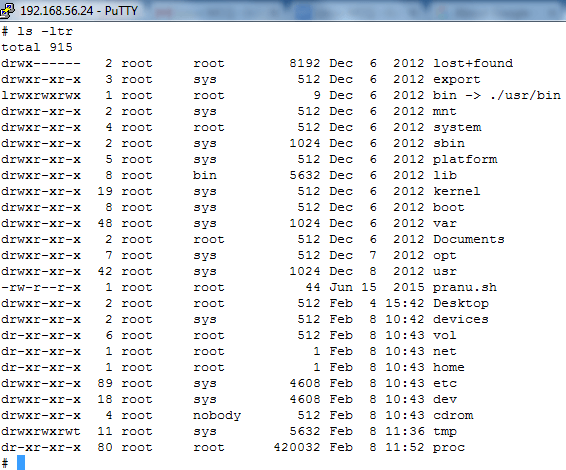 192.168.56.24 - PuTTY
# ls -ltr
total 915
drwx------   2 root     root        8192 Dec  6  2012 lost+found
drwxr-xr-x   3 root     sys          512 Dec  6  2012 export
lrwxrwxrwx   1 root     root           9 Dec  6  2012 bin -> ./usr/bin
drwxr-xr-x   2 root     sys          512 Dec  6  2012 mnt
drwxr-xr-x   4 root     root         512 Dec  6  2012 system
drwxr-xr-x   2 root     sys         1024 Dec  6  2012 sbin
drwxr-xr-x   5 root     sys          512 Dec  6  2012 platform
drwxr-xr-x   8 root     bin         5632 Dec  6  2012 lib
drwxr-xr-x  19 root     sys          512 Dec  6  2012 kernel
drwxr-xr-x   8 root     sys          512 Dec  6  2012 boot
drwxr-xr-x  48 root     sys         1024 Dec  6  2012 var
drwxr-xr-x   2 root     root         512 Dec  6  2012 Documents
drwxr-xr-x   7 root     sys          512 Dec  7  2012 opt
drwxr-xr-x  42 root     sys         1024 Dec  8  2012 usr
-rw-r--r-x   1 root     root          44 Jun 15  2015 pranu.sh
drwxr-xr-x   2 root     root         512 Feb  4 15:42 Desktop
drwxr-xr-x   2 root     sys          512 Feb  8 10:42 devices
drwxr-xr-x   6 root     root         512 Feb  8 10:43 vol
dr-xr-xr-x   1 root     root           1 Feb  8 10:43 net
dr-xr-xr-x   1 root     root           1 Feb  8 10:43 home
drwxr-xr-x  89 root     sys         4608 Feb  8 10:43 etc
drwxr-xr-x  18 root     sys         4608 Feb  8 10:43 dev
drwxr-xr-x   4 root     nobody       512 Feb  8 10:43 cdrom
drwxrwxrwt  11 root     sys         5632 Feb  8 11:36 tmp
dr-xr-xr-x  80 root     root      420032 Feb  8 11:52 proc
#